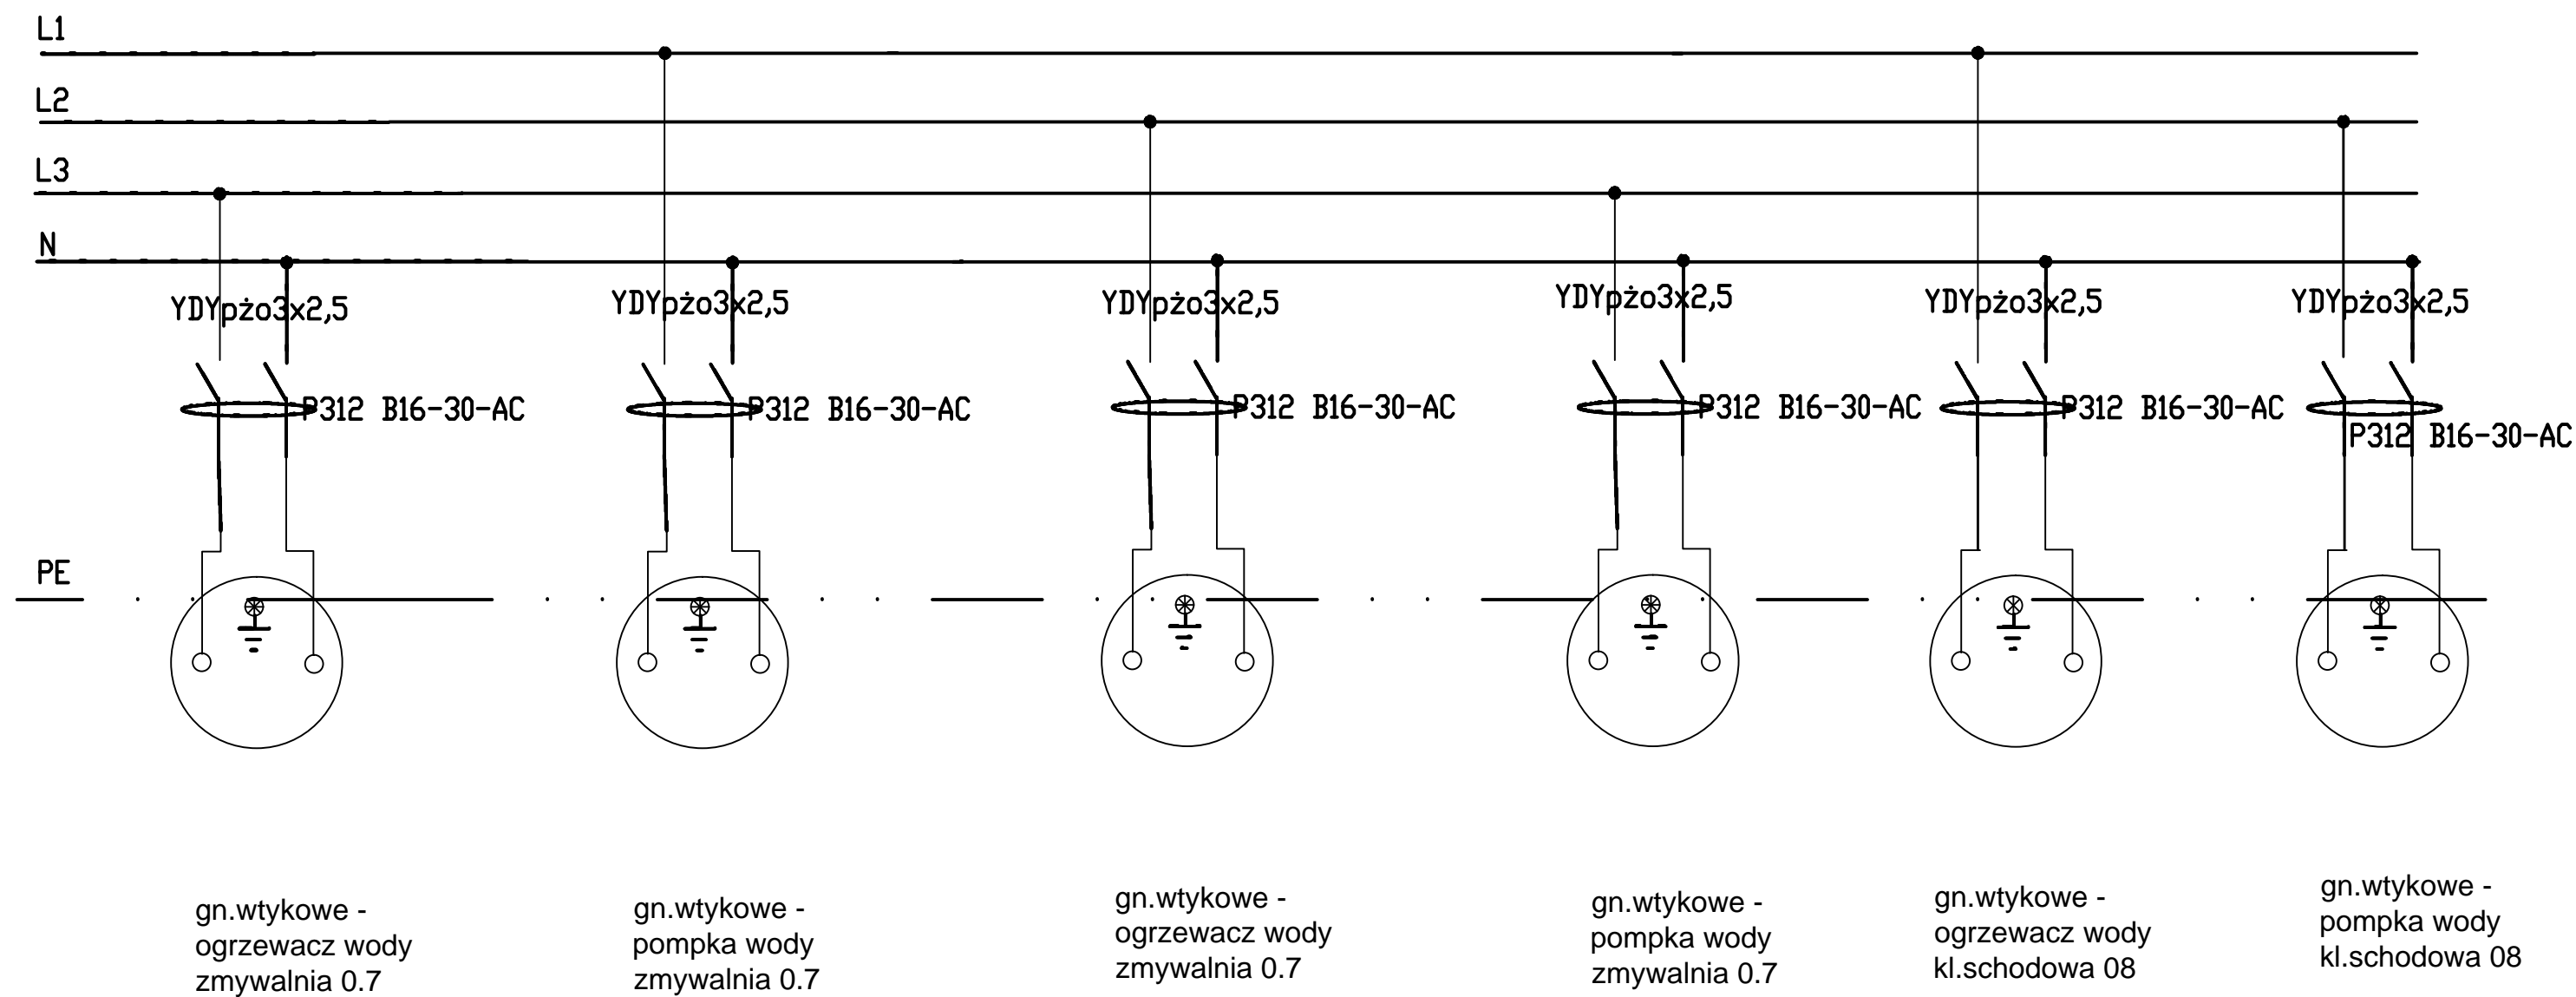 L1
L2
L3
N
YDYpżo3x2,5
YDYpżo3x2,5
YDYpżo3x2,5
YDYpżo3x2,5
YDYpżo3x2,5
YDYpżo3x2,5
P312 B16-30-AC
P312 B16-30-AC
P312 B16-30-AC
P312 B16-30-AC
P312 B16-30-AC
P312 B16-30-AC
PE
gn.wtykowe -
ogrzewacz wody
zmywalnia 0.7
gn.wtykowe -
pompka wody
zmywalnia 0.7
gn.wtykowe -
ogrzewacz wody
zmywalnia 0.7
gn.wtykowe -
pompka wody
zmywalnia 0.7
gn.wtykowe -
ogrzewacz wody
kl.schodowa 08
gn.wtykowe -
pompka wody
kl.schodowa 08